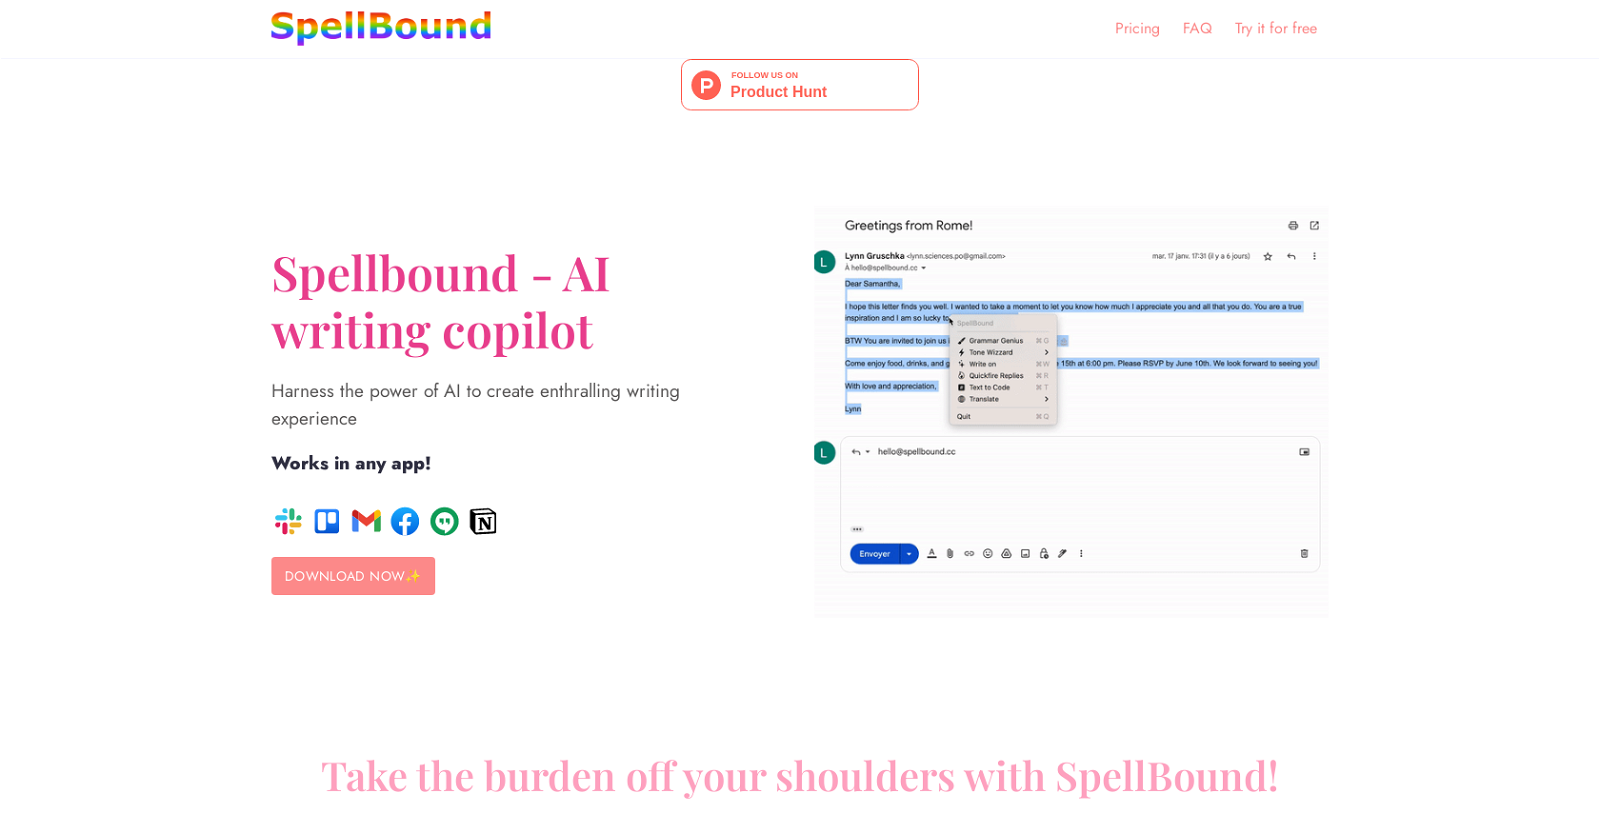 SpellBound
Pricing
FAQ
Try it for free
FOLLOW US ON
Product Hunt
Spellbound - AI
writing copilot
Harness the power of AI to create enthralling writing
experience
Works in any app!
DOWNLOAD NOW✨
Greetings from Rome!
L
Lynn Gruschka <lynn.sciences.po@gmail.com>
mar. 17 janv. 17:31 (il y a 6 jours)
À hello@spellbound.cc
Dear Samantha,
I hope this letter finds you well. I wanted to take a moment to let you know how much I appreciate you and all that you do. You are a true
inspiration and I am so lucky to
BTW You are invited to join us
Come enjoy food, drinks, and 15th at 6:00 pm. Please RSVP by June 10th. We look forward to seeing you!
With love and appreciation,
Lynn
SpellBound
Grammar Genius ⌘ G
Tone Wizzard
Write on ⌘ W
Quickfire Replies ⌘ R
Text to Code ⌘ T
Translate
Quit ⌘ Q
L
hello@spellbound.cc
Envoyer
Take the burden off your shoulders with SpellBound!